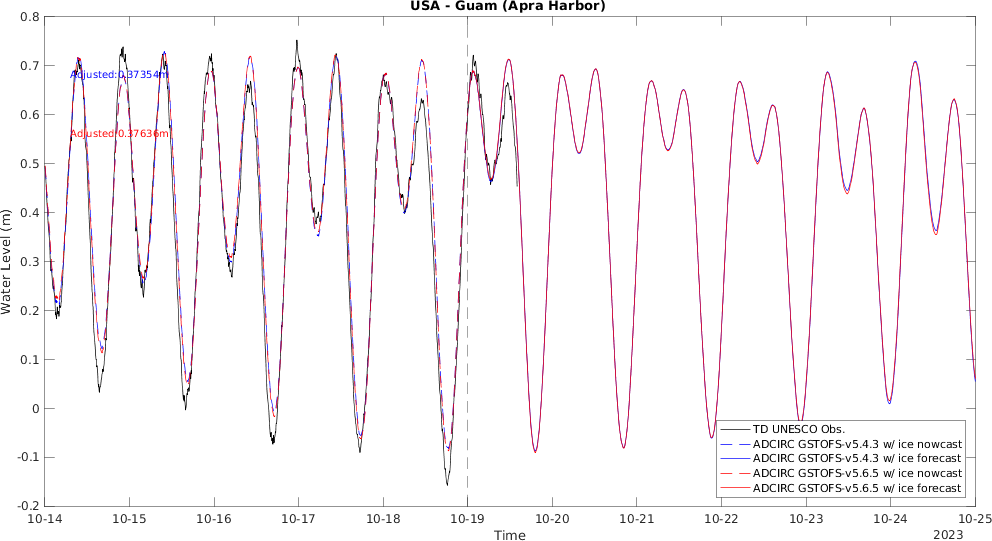 USA - Guam (Apra Harbor)
0.8
0.7
Adjusted:0.37354m
0.6
Adjusted:0.37636m
0.5
0.4
0.3
0.2
0.1
0
-0.1
-0.2
Water Level (m)
TD UNESCO Obs.
ADCIRC GSTOFS-v5.4.3 w/ ice nowcast
ADCIRC GSTOFS-v5.4.3 w/ ice forecast
ADCIRC GSTOFS-v5.6.5 w/ ice nowcast
ADCIRC GSTOFS-v5.6.5 w/ ice forecast
10-14 10-15 10-16 10-17 10-18 10-19 10-20 10-21 10-22 10-23 10-24 10-25
Time
2023